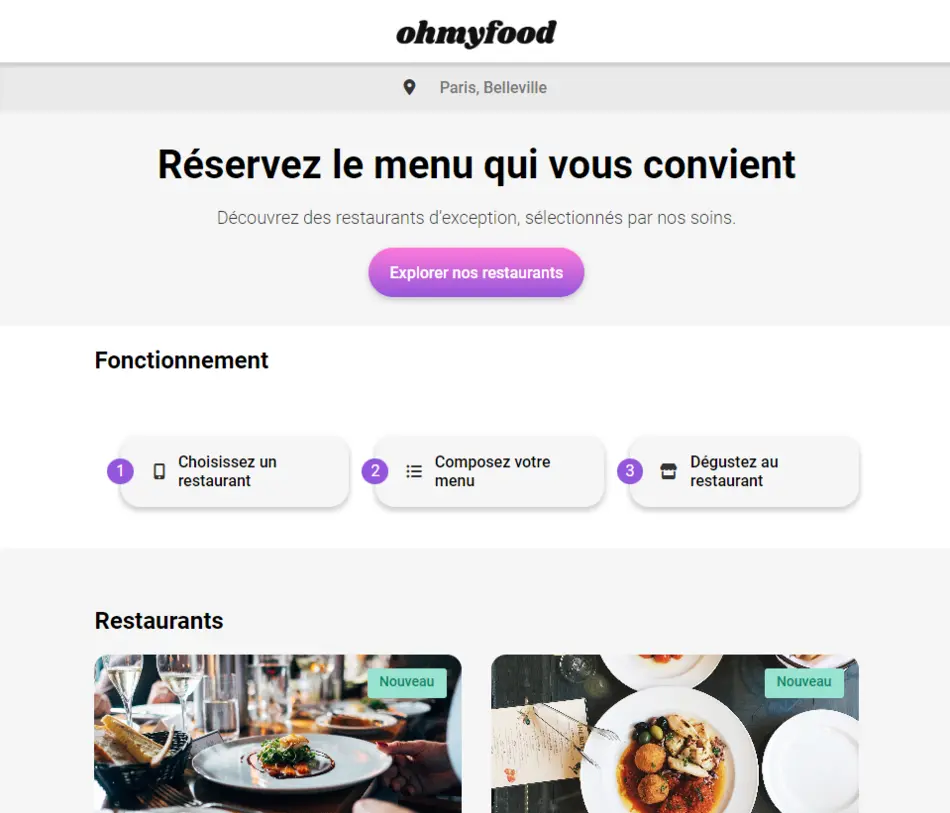 ohmyfood
Paris, Belleville
Réservez le menu qui vous convient
Découvrez des restaurants d'exception, sélectionnés par nos soins.
Explorer nos restaurants
Fonctionnement
1
Choisissez un
restaurant
2
Composez votre
menu
3
Dégustez au
restaurant
Restaurants
Nouveau
Nouveau